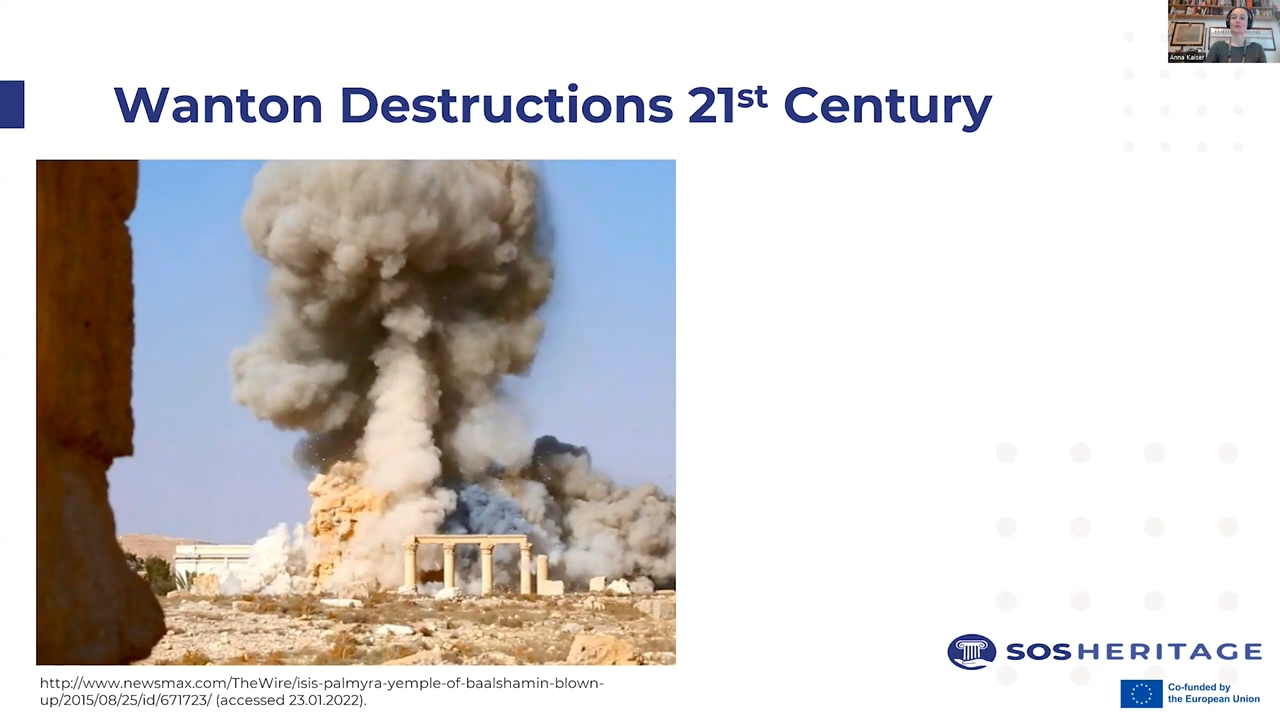 Anna Kaiser
Wanton Destructions 21st Century
http://www.newsmax.com/TheWire/isis-palmyra-yemple-of-baalshamin-blown-
up/2015/08/25/id/671723/ (accessed 23.01.2022).
SOSHERITAGE
Co-funded by
the European Union